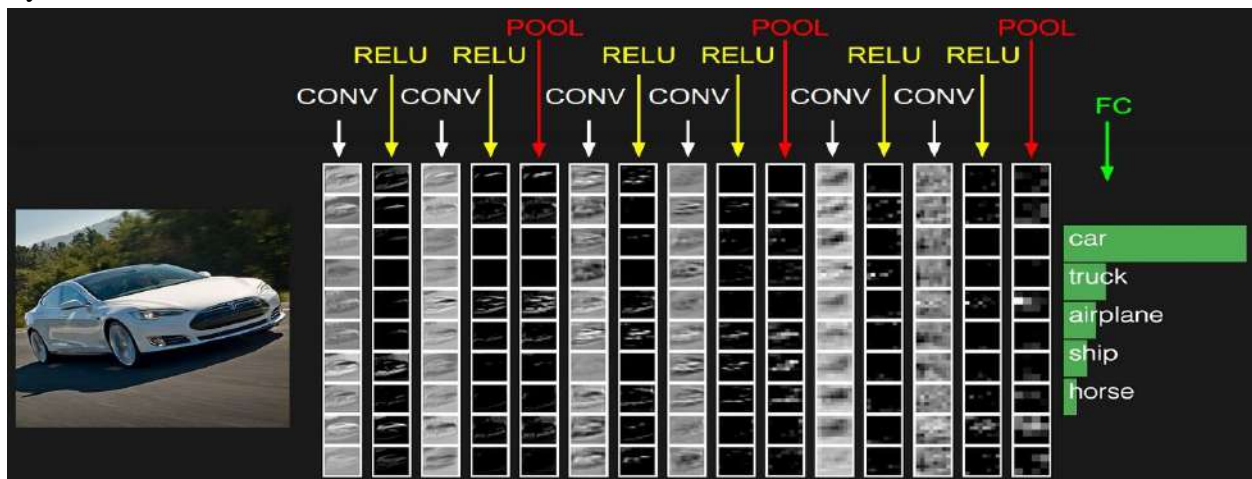 POOL POOL POOL
RELU RELU RELU RELU RELU RELU
CONV CONV CONV CONV CONV CONV
FC
car
truck
airplane
ship
horse